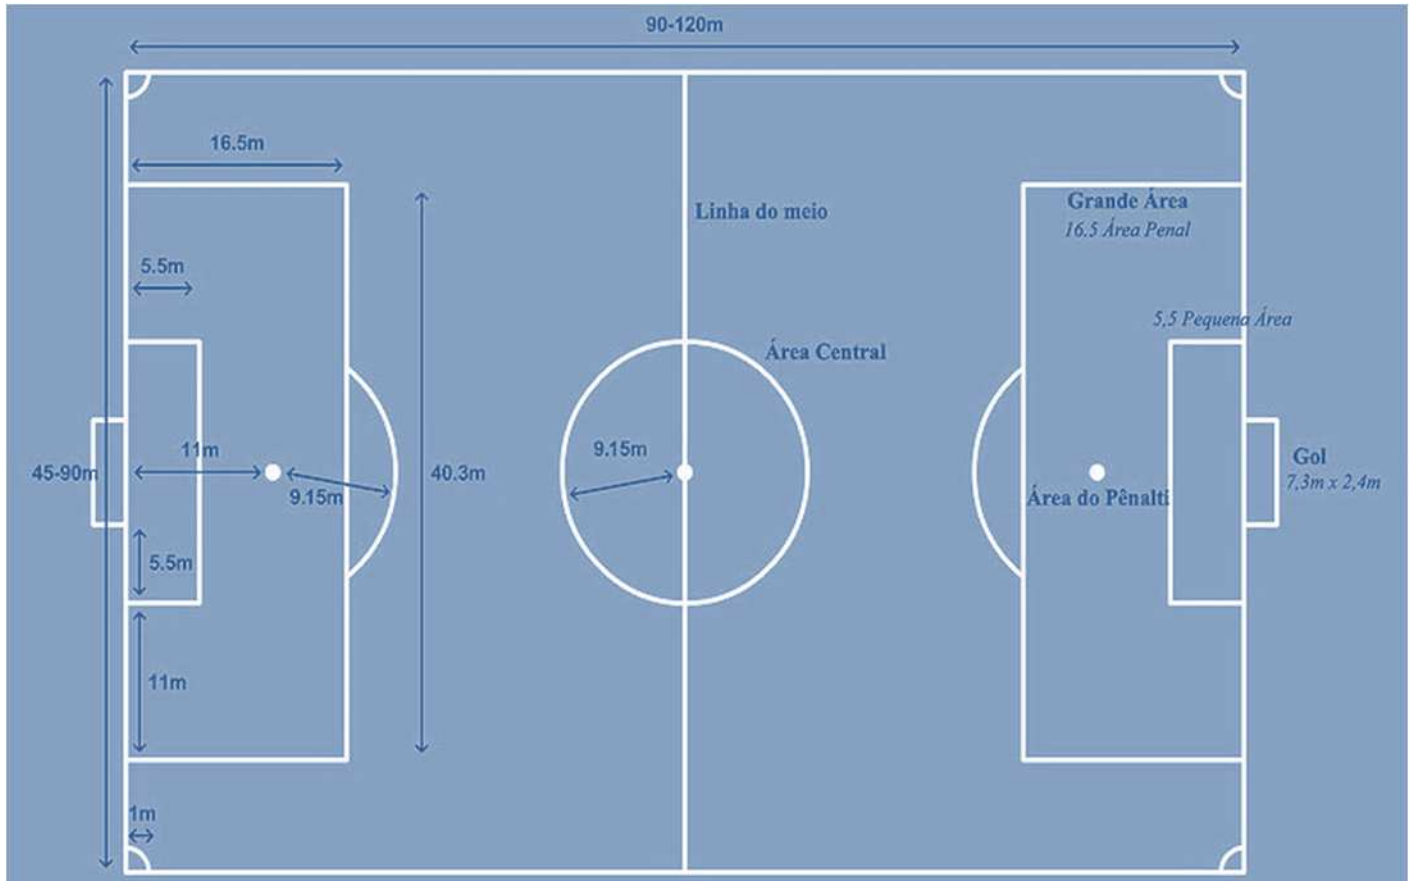 90-120m
16.5m
Linha do meio
Grande Área
16.5 Área Penal
5.5m
5,5 Pequena Área
Área Central
11m
9.15m
45-90m
9.15m
40.3m
Gol
7,3m x 2,4m
Área do Pênalti
5.5m
11m
1m